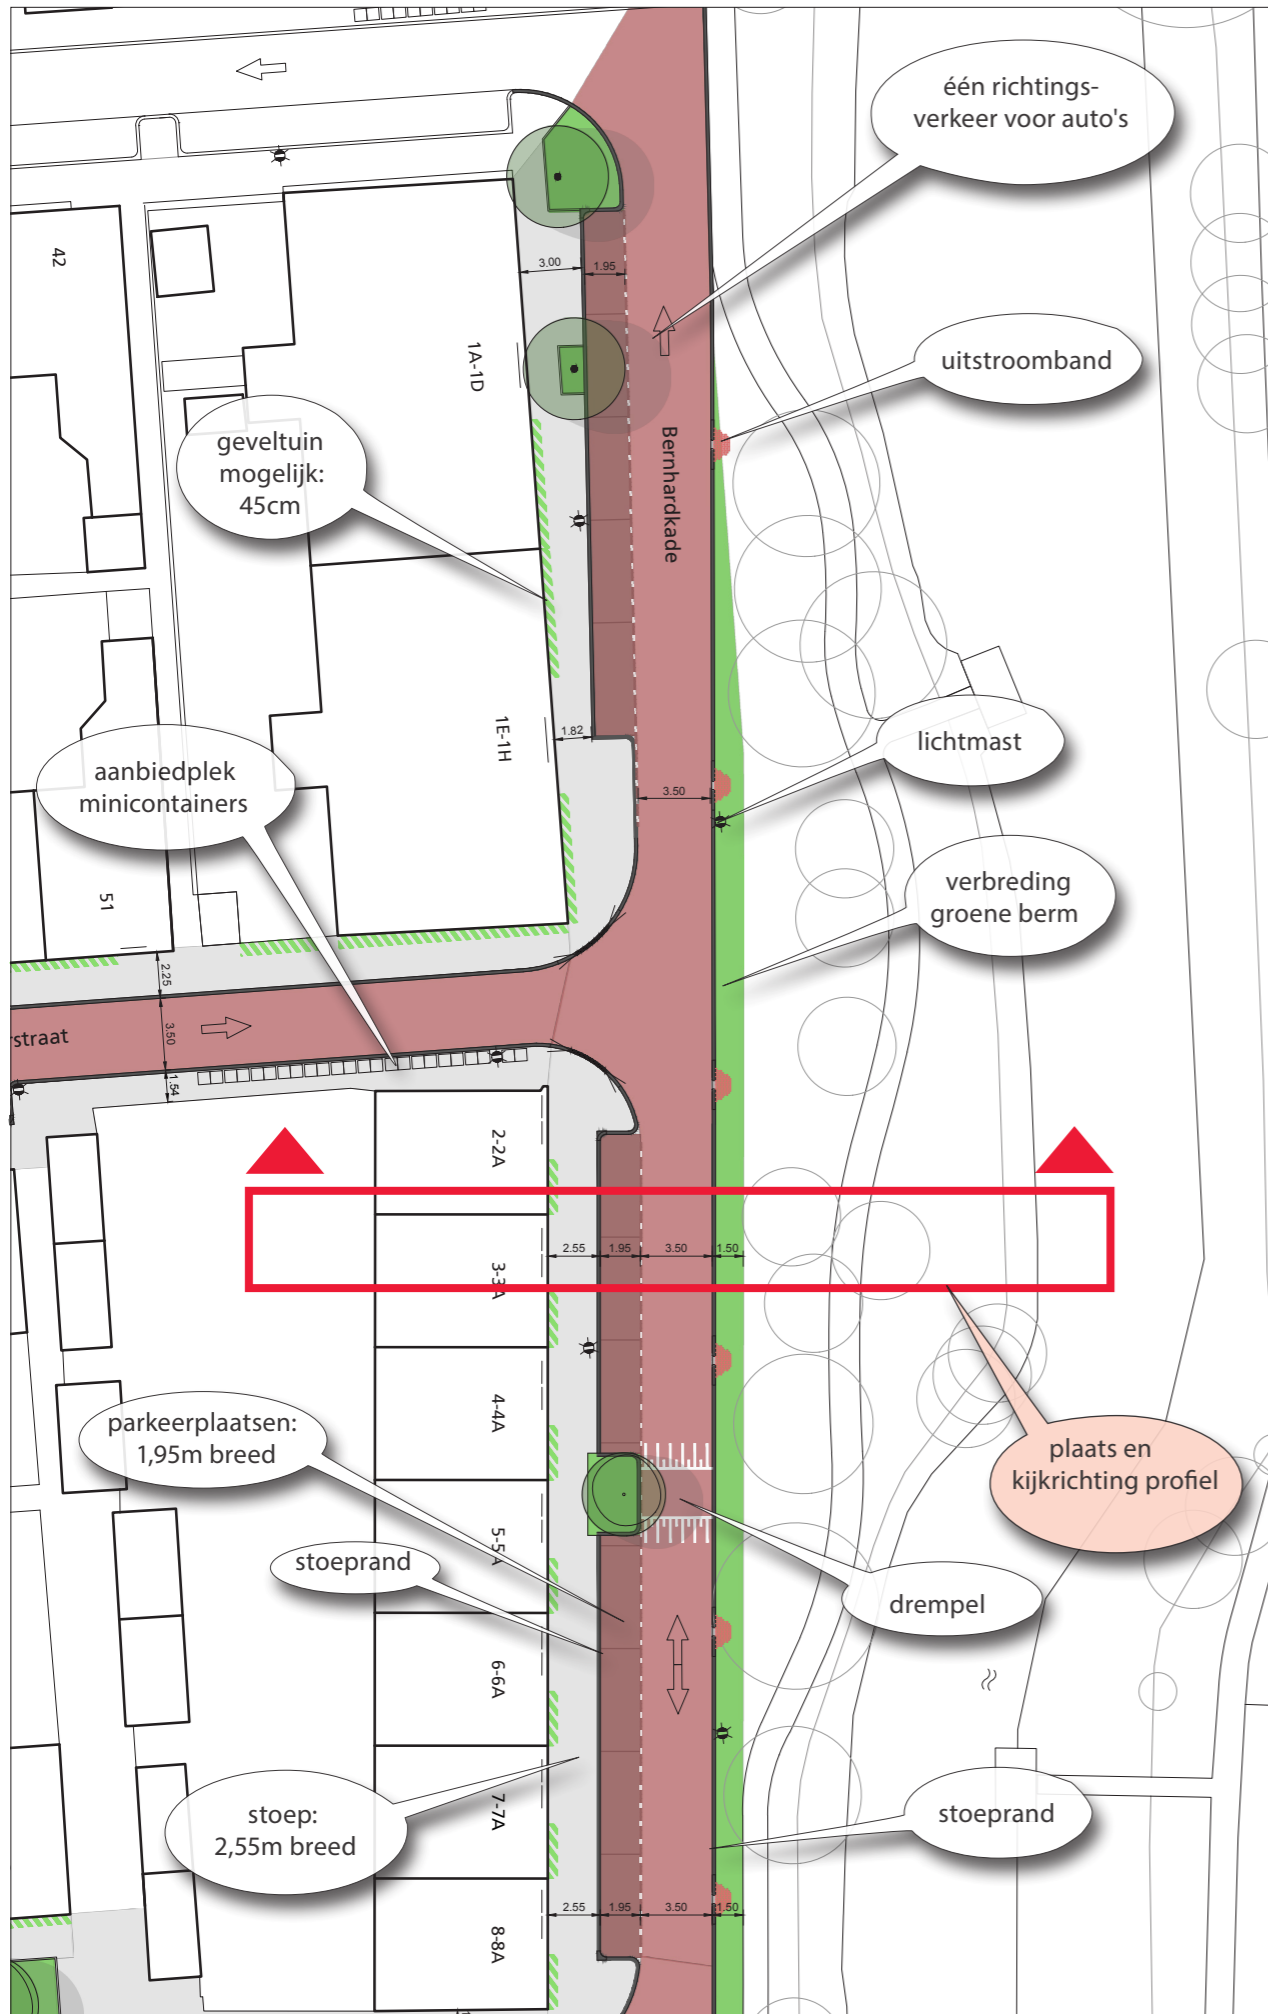 één richtings-
verkeer voor auto's
42
3.00
1.95
1A-1D
uitstroomband
Bernhardkade
geveltuin
mogelijk:
45cm
1E-1H
1.82
lichtmast
aanbiedplek
minicontainers
3.50
verbreding
groene berm
51
2.25
3.50
rstraat
1.54
2-2A
2.55
1.95
3.50
1.50
3-3A
4-4A
parkeerplaatsen:
1,95m breed
plaats en
kijkrichting profiel
5-5A
stoeprand
drempel
6-6A
7-7A
stoep:
2,55m breed
stoeprand
2.55
1.95
3.50
1.50
8-8A